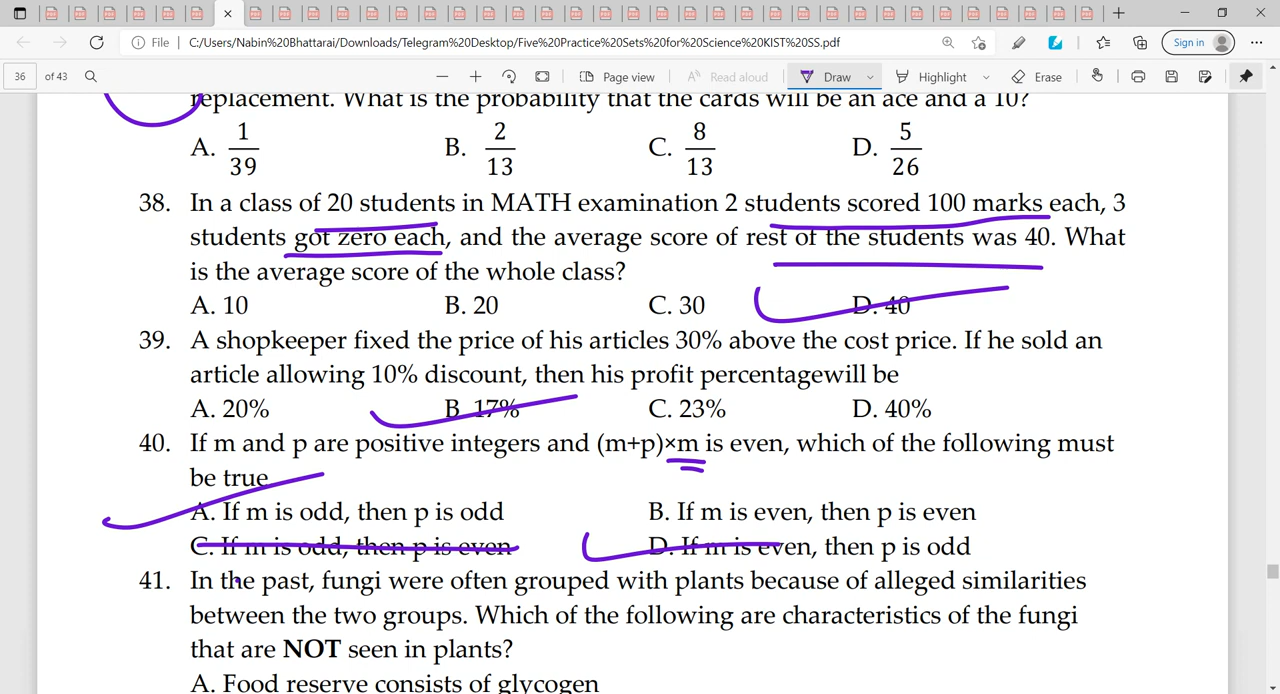 File C:/Users/Nabin%20Bhattarai/Downloads/Telegram%20Desktop/Five%20Practice%20Sets%20for%20Science%20KIST%20SS.pdf Sign in
36 of 43 Page view Read aloud Draw Highlight Erase
replacement. What is the probability that the cards will be an ace and a 10?
A. 1/39 B. 2/13 C. 8/13 D. 5/26
38. In a class of 20 students in MATH examination 2 students scored 100 marks each, 3
students got zero each, and the average score of rest of the students was 40. What
is the average score of the whole class?
A. 10 B. 20 C. 30 D. 40
39. A shopkeeper fixed the price of his articles 30% above the cost price. If he sold an
article allowing 10% discount, then his profit percentagewill be
A. 20% B. 17% C. 23% D. 40%
40. If m and p are positive integers and (m+p)×m is even, which of the following must
be true
A. If m is odd, then p is odd B. If m is even, then p is even
C. If m is odd, then p is even D. If m is even, then p is odd
41. In the past, fungi were often grouped with plants because of alleged similarities
between the two groups. Which of the following are characteristics of the fungi
that are NOT seen in plants?
A. Food reserve consists of glycogen